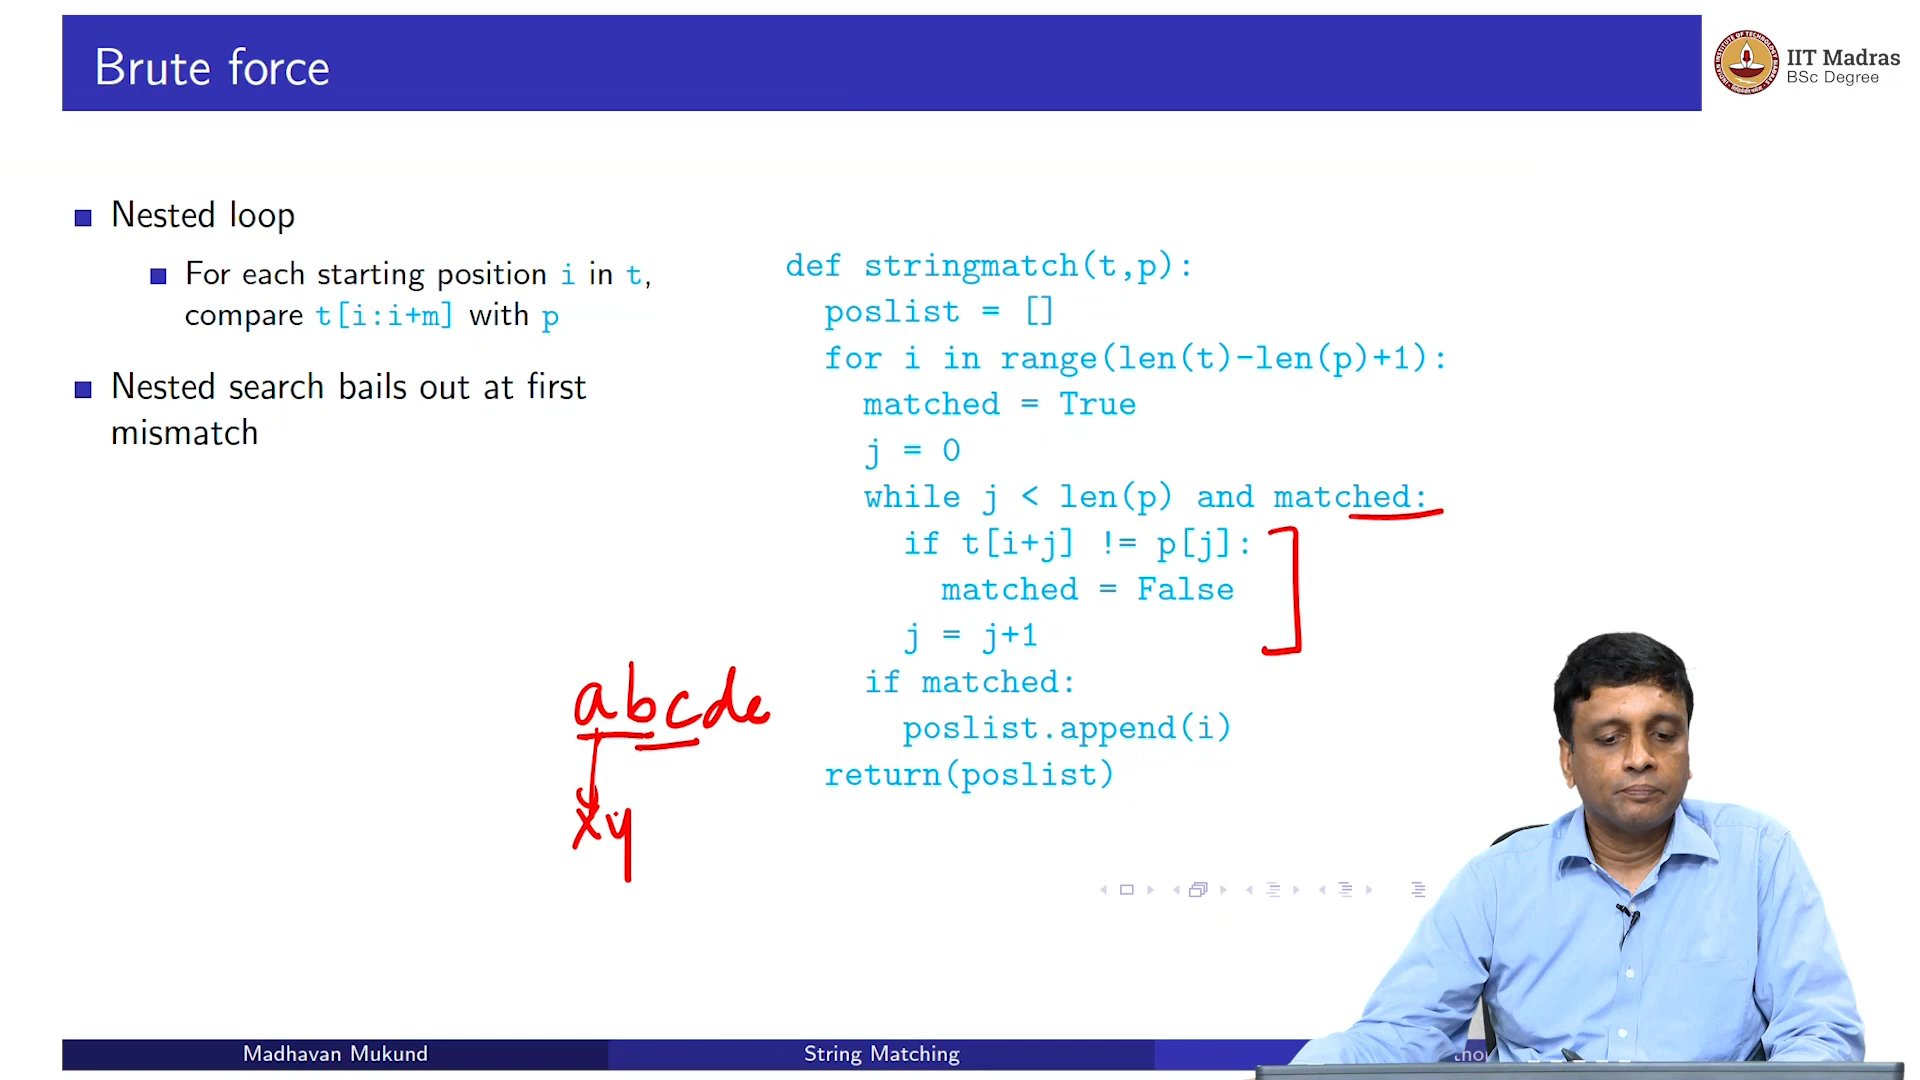 Brute force
IIT Madras
BSc Degree
Nested loop
For each starting position i in t,
compare t[i:i+m] with p
Nested search bails out at first
mismatch
def stringmatch(t,p):
poslist = []
for i in range(len(t)-len(p)+1):
matched = True
j = 0
while j < len(p) and matched:
if t[i+j] != p[j]:
matched = False
j = j+1
if matched:
poslist.append(i)
return(poslist)
abcde
xy
Madhavan Mukund
String Matching